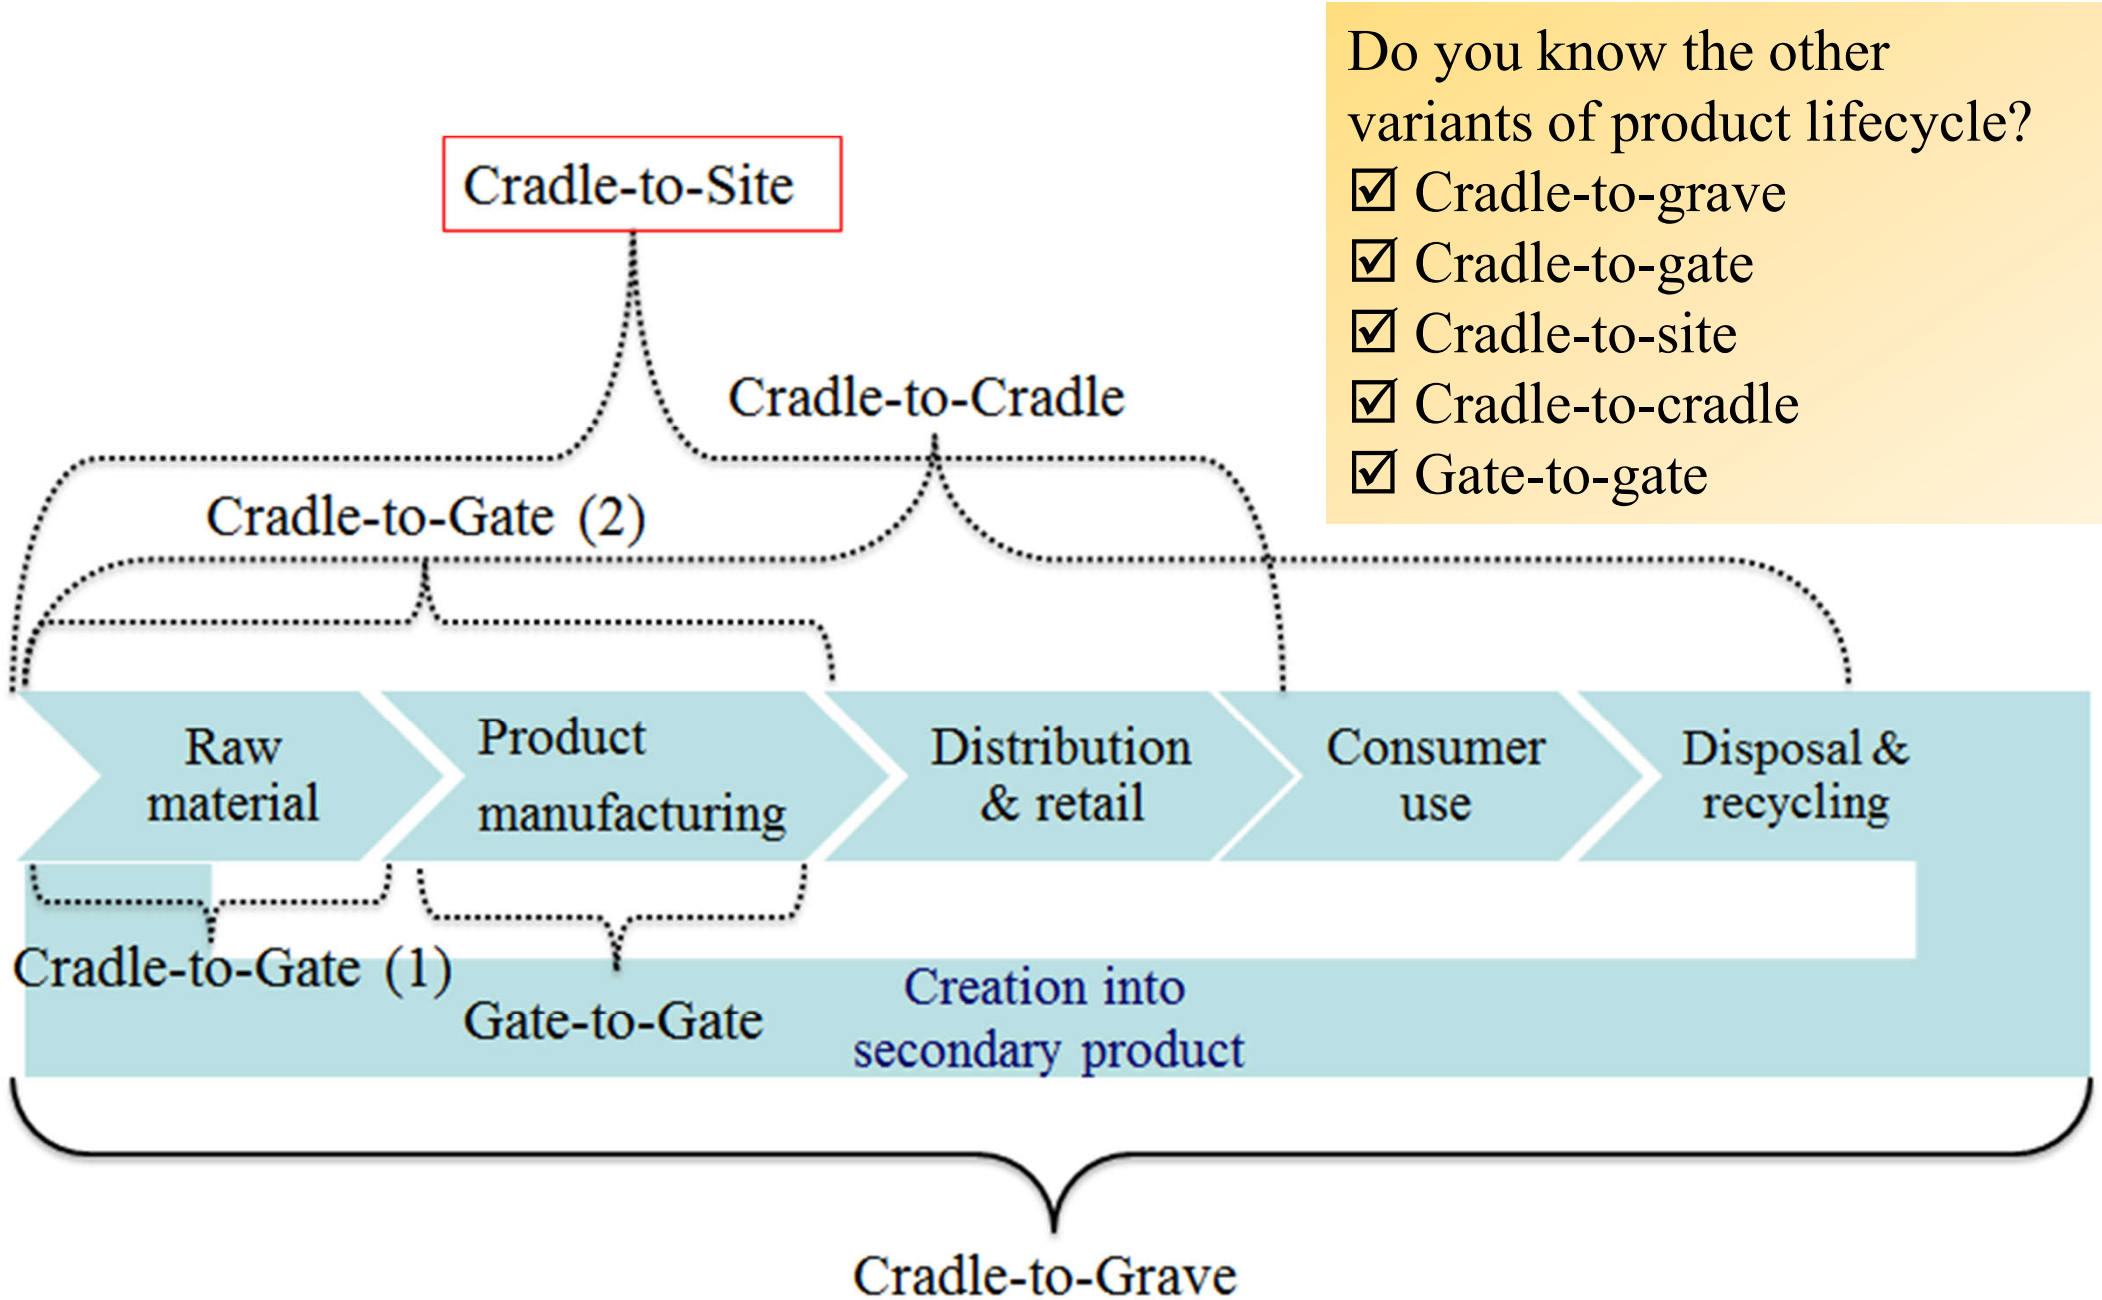 Do you know the other
variants of product lifecycle?
☑ Cradle-to-grave
☑ Cradle-to-gate
☑ Cradle-to-site
☑ Cradle-to-cradle
☑ Gate-to-gate
Cradle-to-Site
Cradle-to-Cradle
Cradle-to-Gate (2)
Raw
material
Product
manufacturing
Distribution
& retail
Consumer
use
Disposal &
recycling
Cradle-to-Gate (1)
Gate-to-Gate
Creation into
secondary product
Cradle-to-Grave